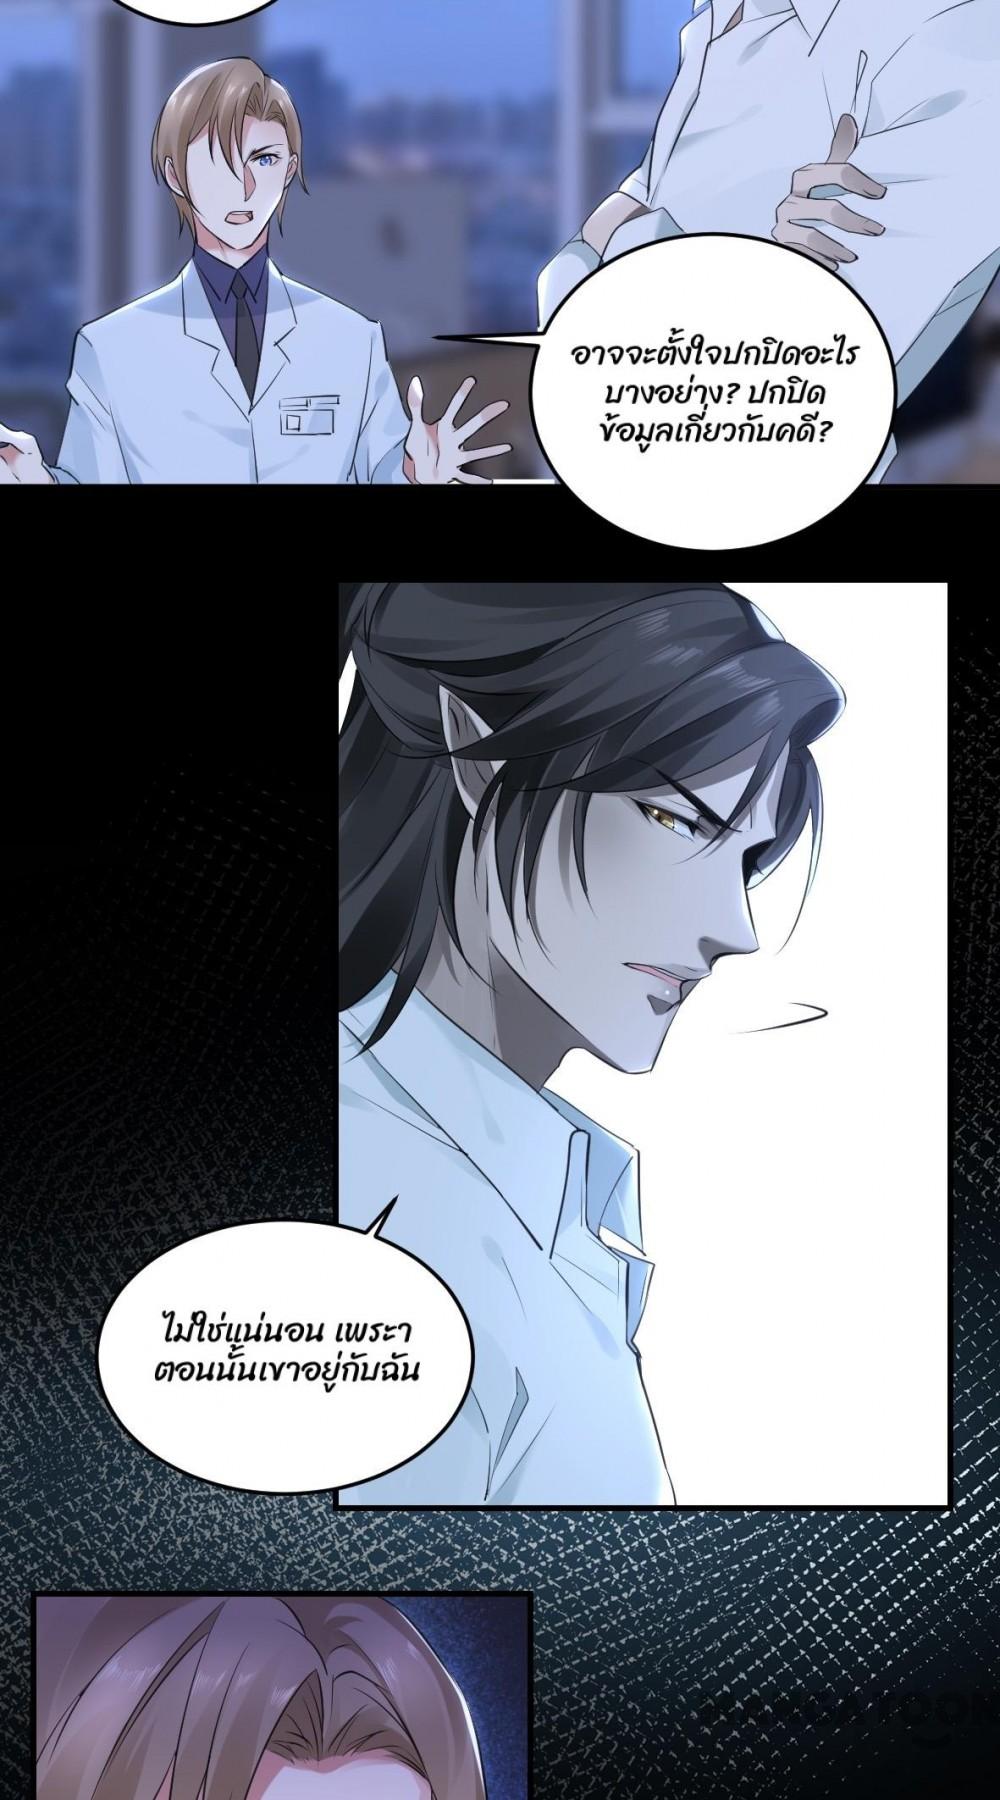 อาจจะตั้งใจปกปิดอะไร
บางอย่าง? ปกปิด
ข้อมูลเกี่ยวกับคดี?
ไม่ใช่แน่นอน เพระา
ตอนนั้นเขาอยู่กับฉัน
MANGATOON